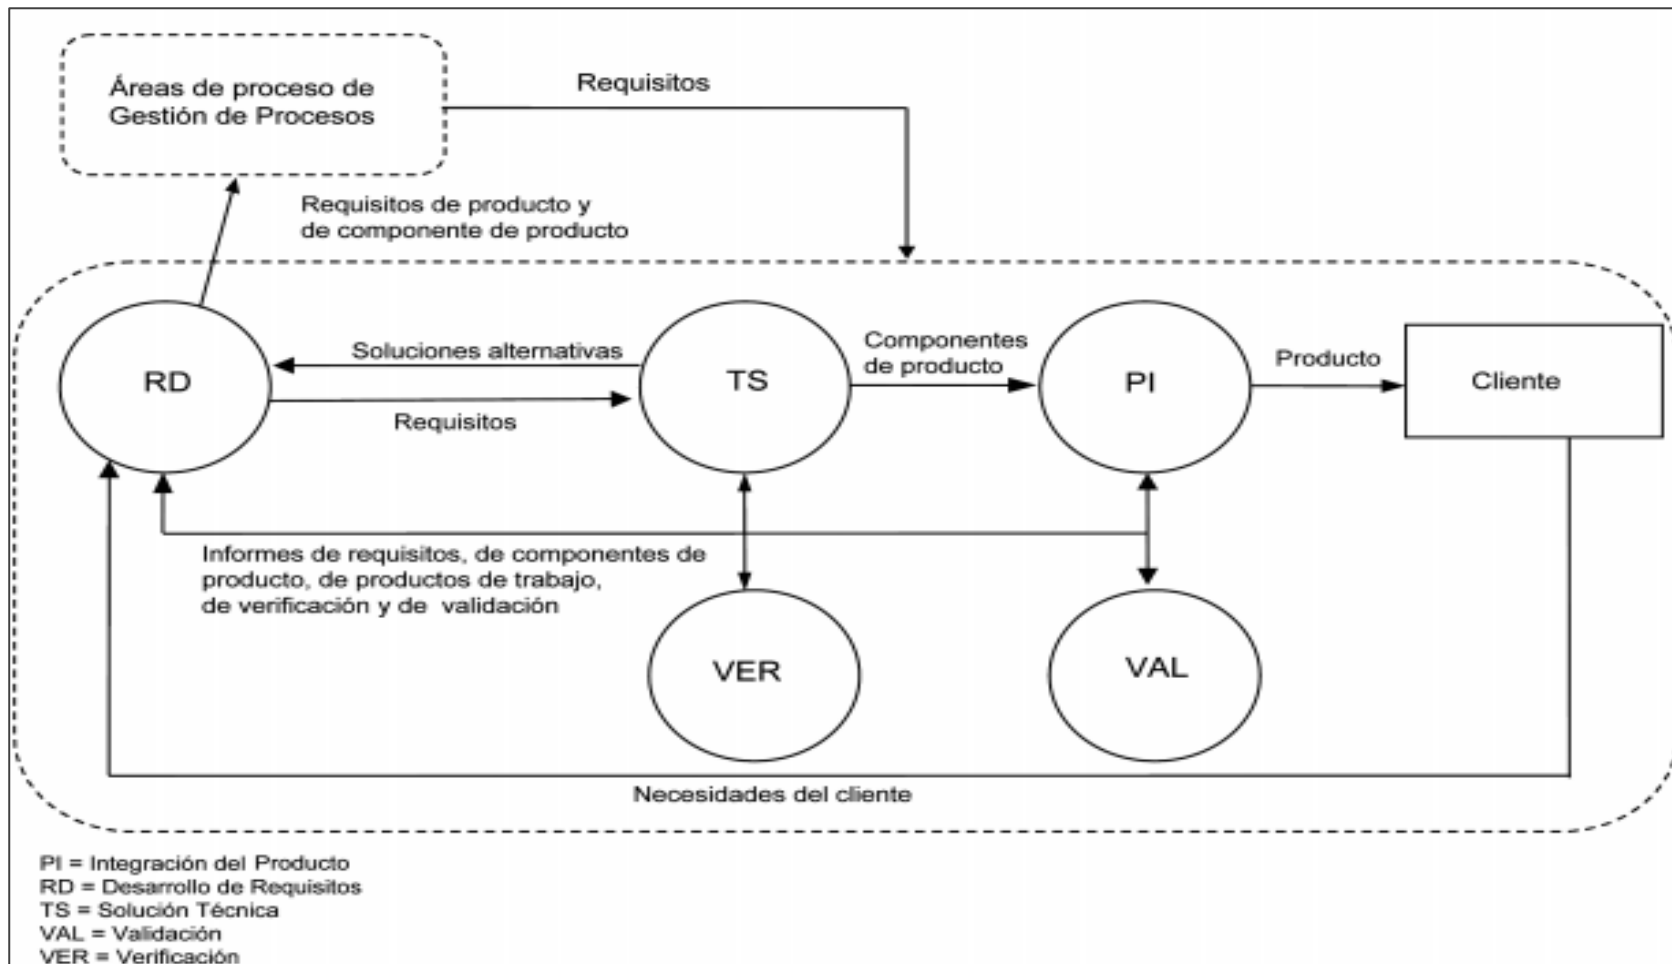 Áreas de proceso de
Gestión de Procesos
Requisitos
Requisitos de producto y
de componente de producto
RD
Soluciones alternativas
Requisitos
TS
Componentes
de producto
PI
Producto
Cliente
Informes de requisitos, de componentes de
producto, de productos de trabajo,
de verificación y de validación
VER
VAL
Necesidades del cliente
PI = Integración del Producto
RD = Desarrollo de Requisitos
TS = Solución Técnica
VAL = Validación
VER = Verificación